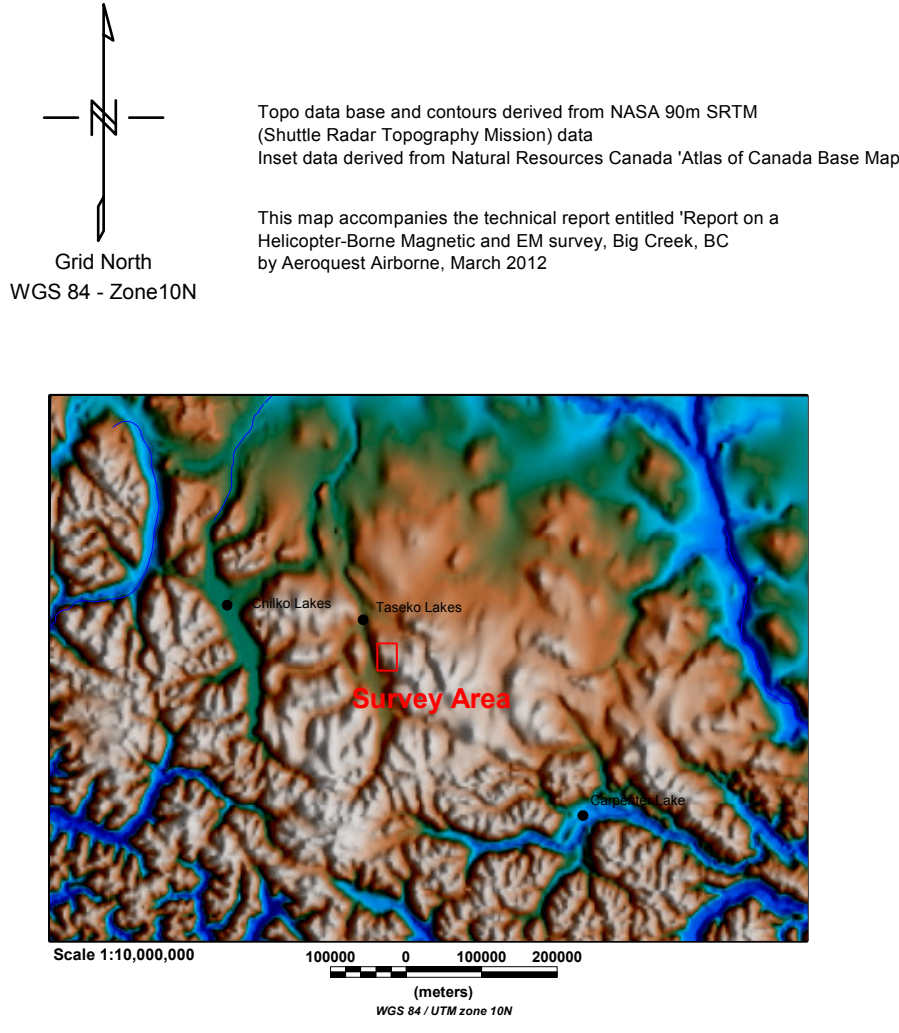 N
Grid North
WGS 84 - Zone10N
Topo data base and contours derived from NASA 90m SRTM
(Shuttle Radar Topography Mission) data
Inset data derived from Natural Resources Canada 'Atlas of Canada Base Map
This map accompanies the technical report entitled 'Report on a
Helicopter-Borne Magnetic and EM survey, Big Creek, BC
by Aeroquest Airborne, March 2012
Chilko Lakes
Taseko Lakes
Survey Area
Carpenter Lake
Scale 1:10,000,000
100000 0 100000 200000
(meters)
WGS 84 / UTM zone 10N